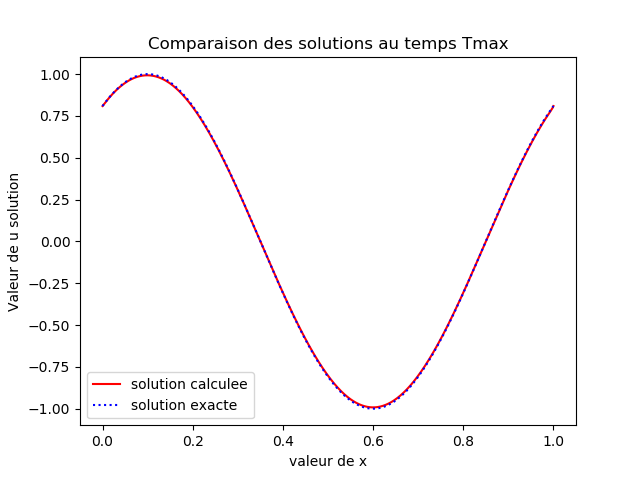 Comparaison des solutions au temps Tmax
1.00
0.75
0.50
0.25
0.00
−0.25
−0.50
−0.75
−1.00
Valeur de u solution
solution calculee
solution exacte
0.0 0.2 0.4 0.6 0.8 1.0
valeur de x